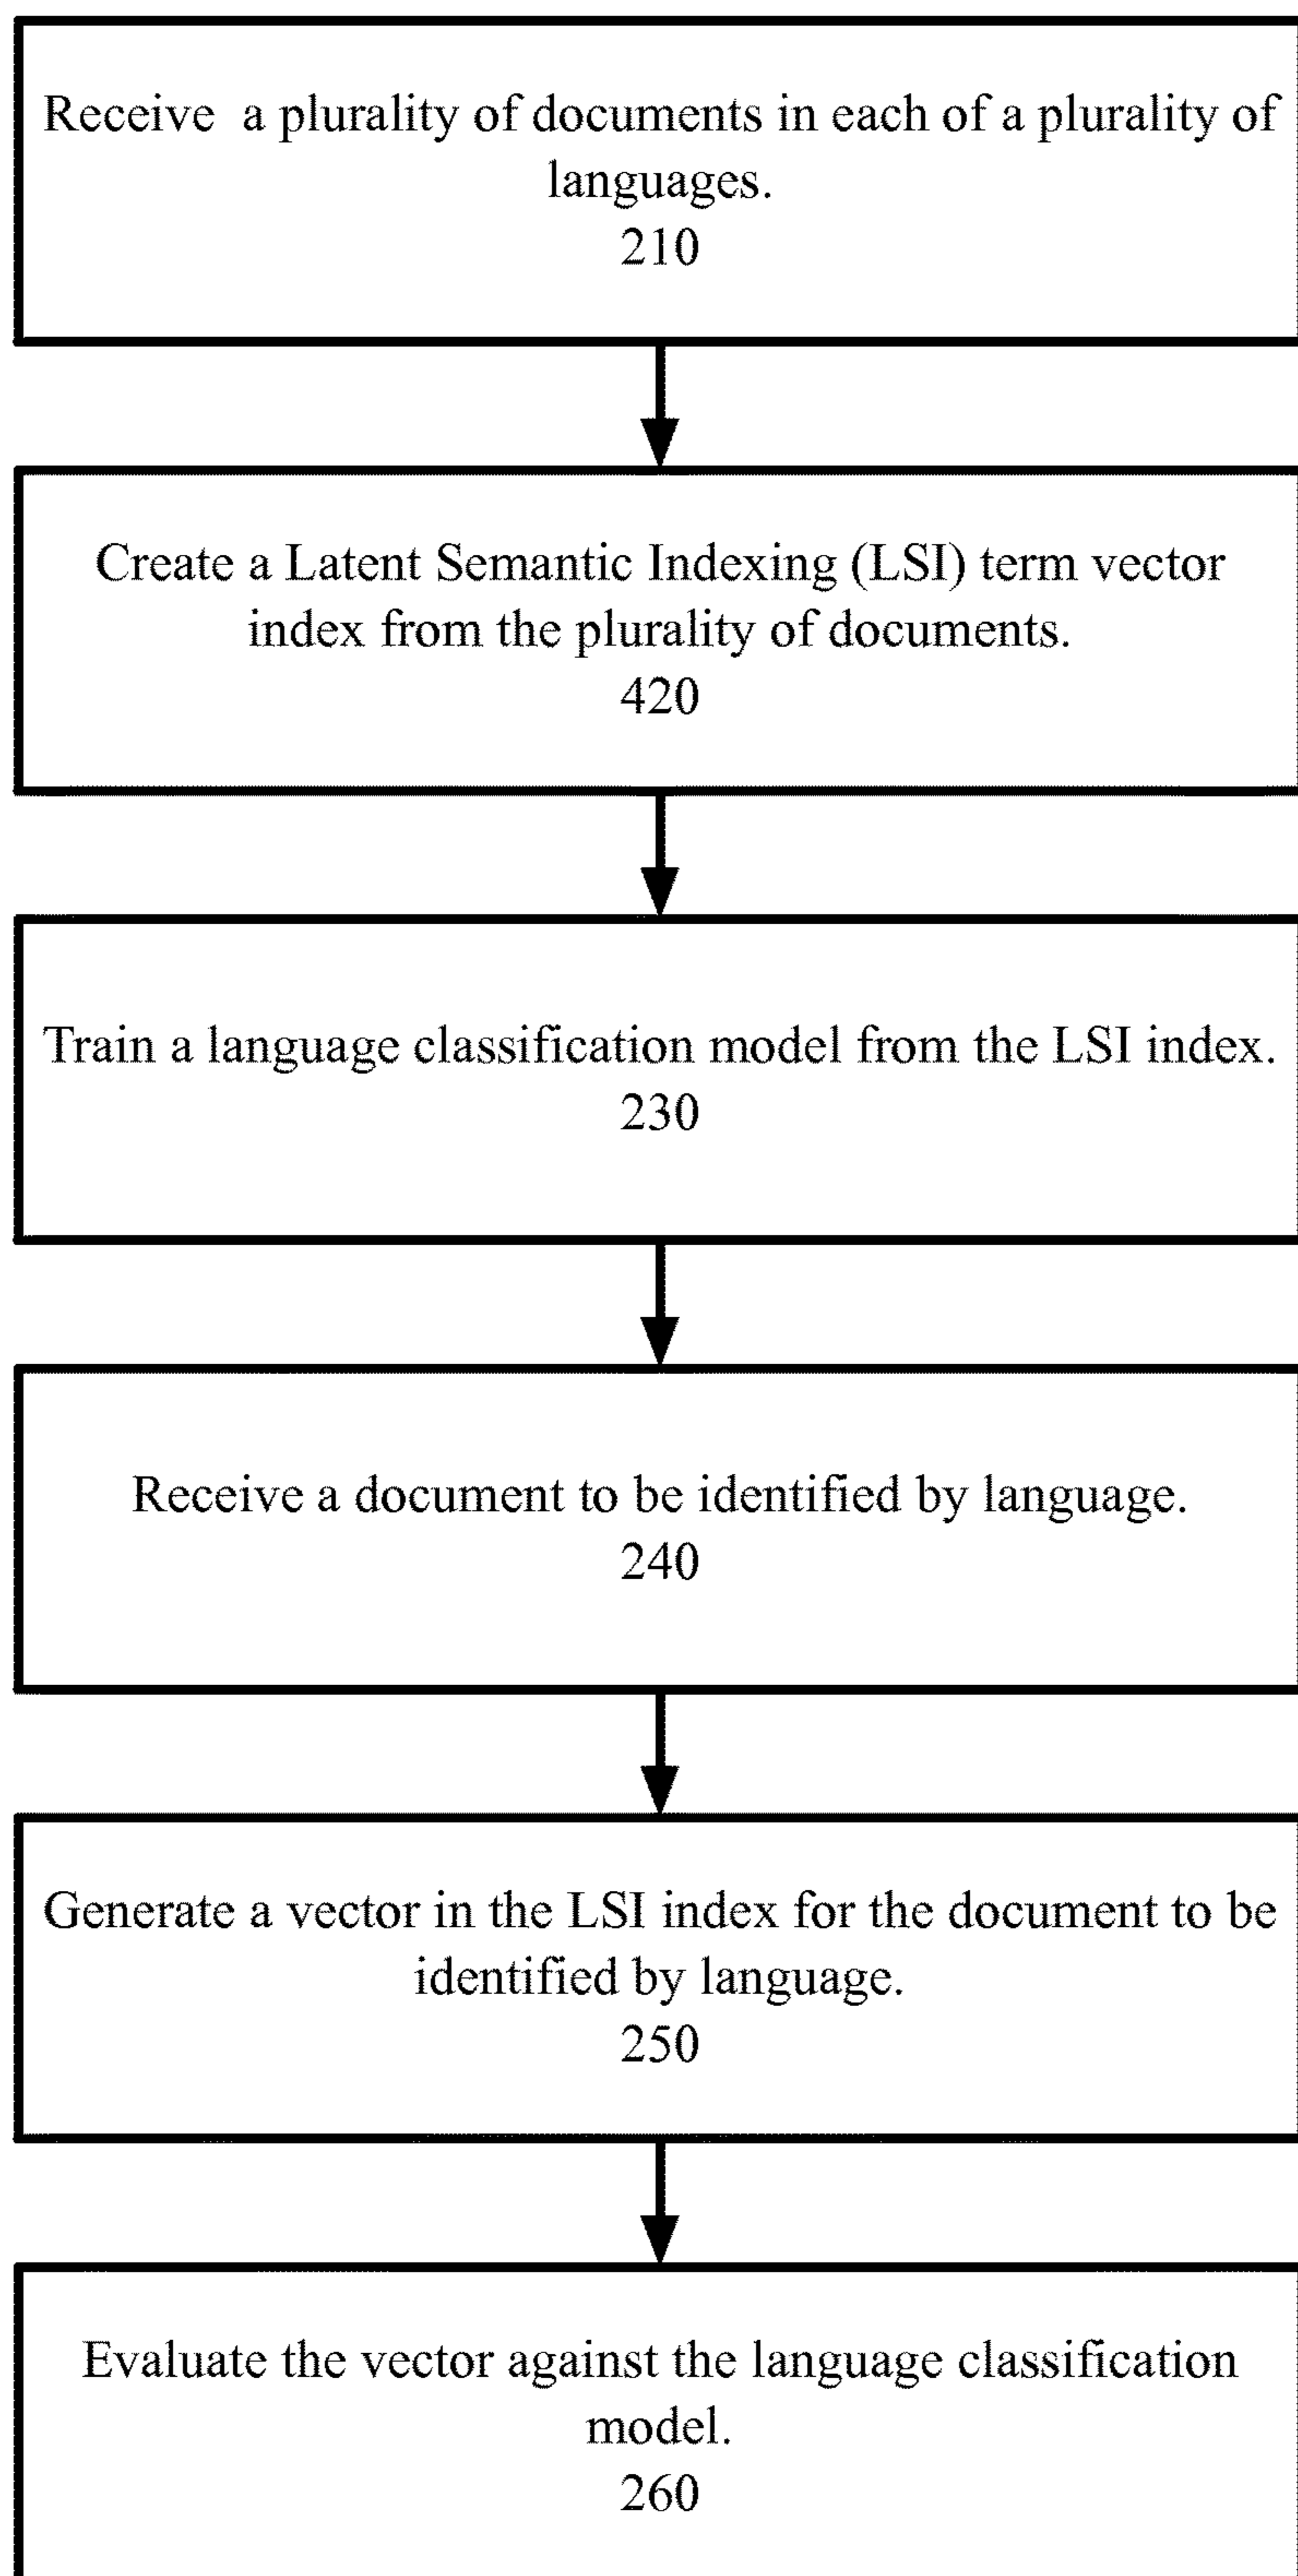 Receive a plurality of documents in each of a plurality of
languages.
210
Create a Latent Semantic Indexing (LSI) term vector
index from the plurality of documents.
420
Train a language classification model from the LSI index.
230
Receive a document to be identified by language.
240
Generate a vector in the LSI index for the document to be
identified by language.
250
Evaluate the vector against the language classification
model.
260